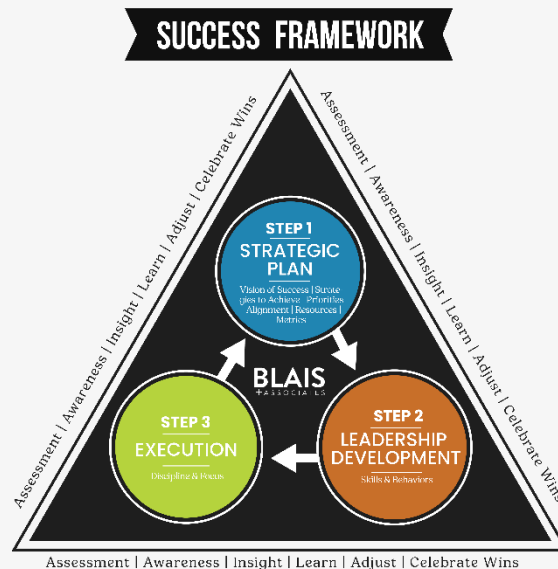 SUCCESS FRAMEWORK
Assessment | Awareness | Insight | Learn | Adjust | Celebrate Wins
Assessment | Awareness | Insight | Learn | Adjust | Celebrate Wins
STEP 1
STRATEGIC
PLAN
Vision of Success | Strate
gies to Achieve Priorities
Alignment | Resources |
Metrics
BLAIS
+ASSOCIATES
STEP 3
EXECUTION
Discipline & Focus
STEP 2
LEADERSHIP
DEVELOPMENT
Skills & Behaviors
Assessment | Awareness | Insight | Learn | Adjust | Celebrate Wins